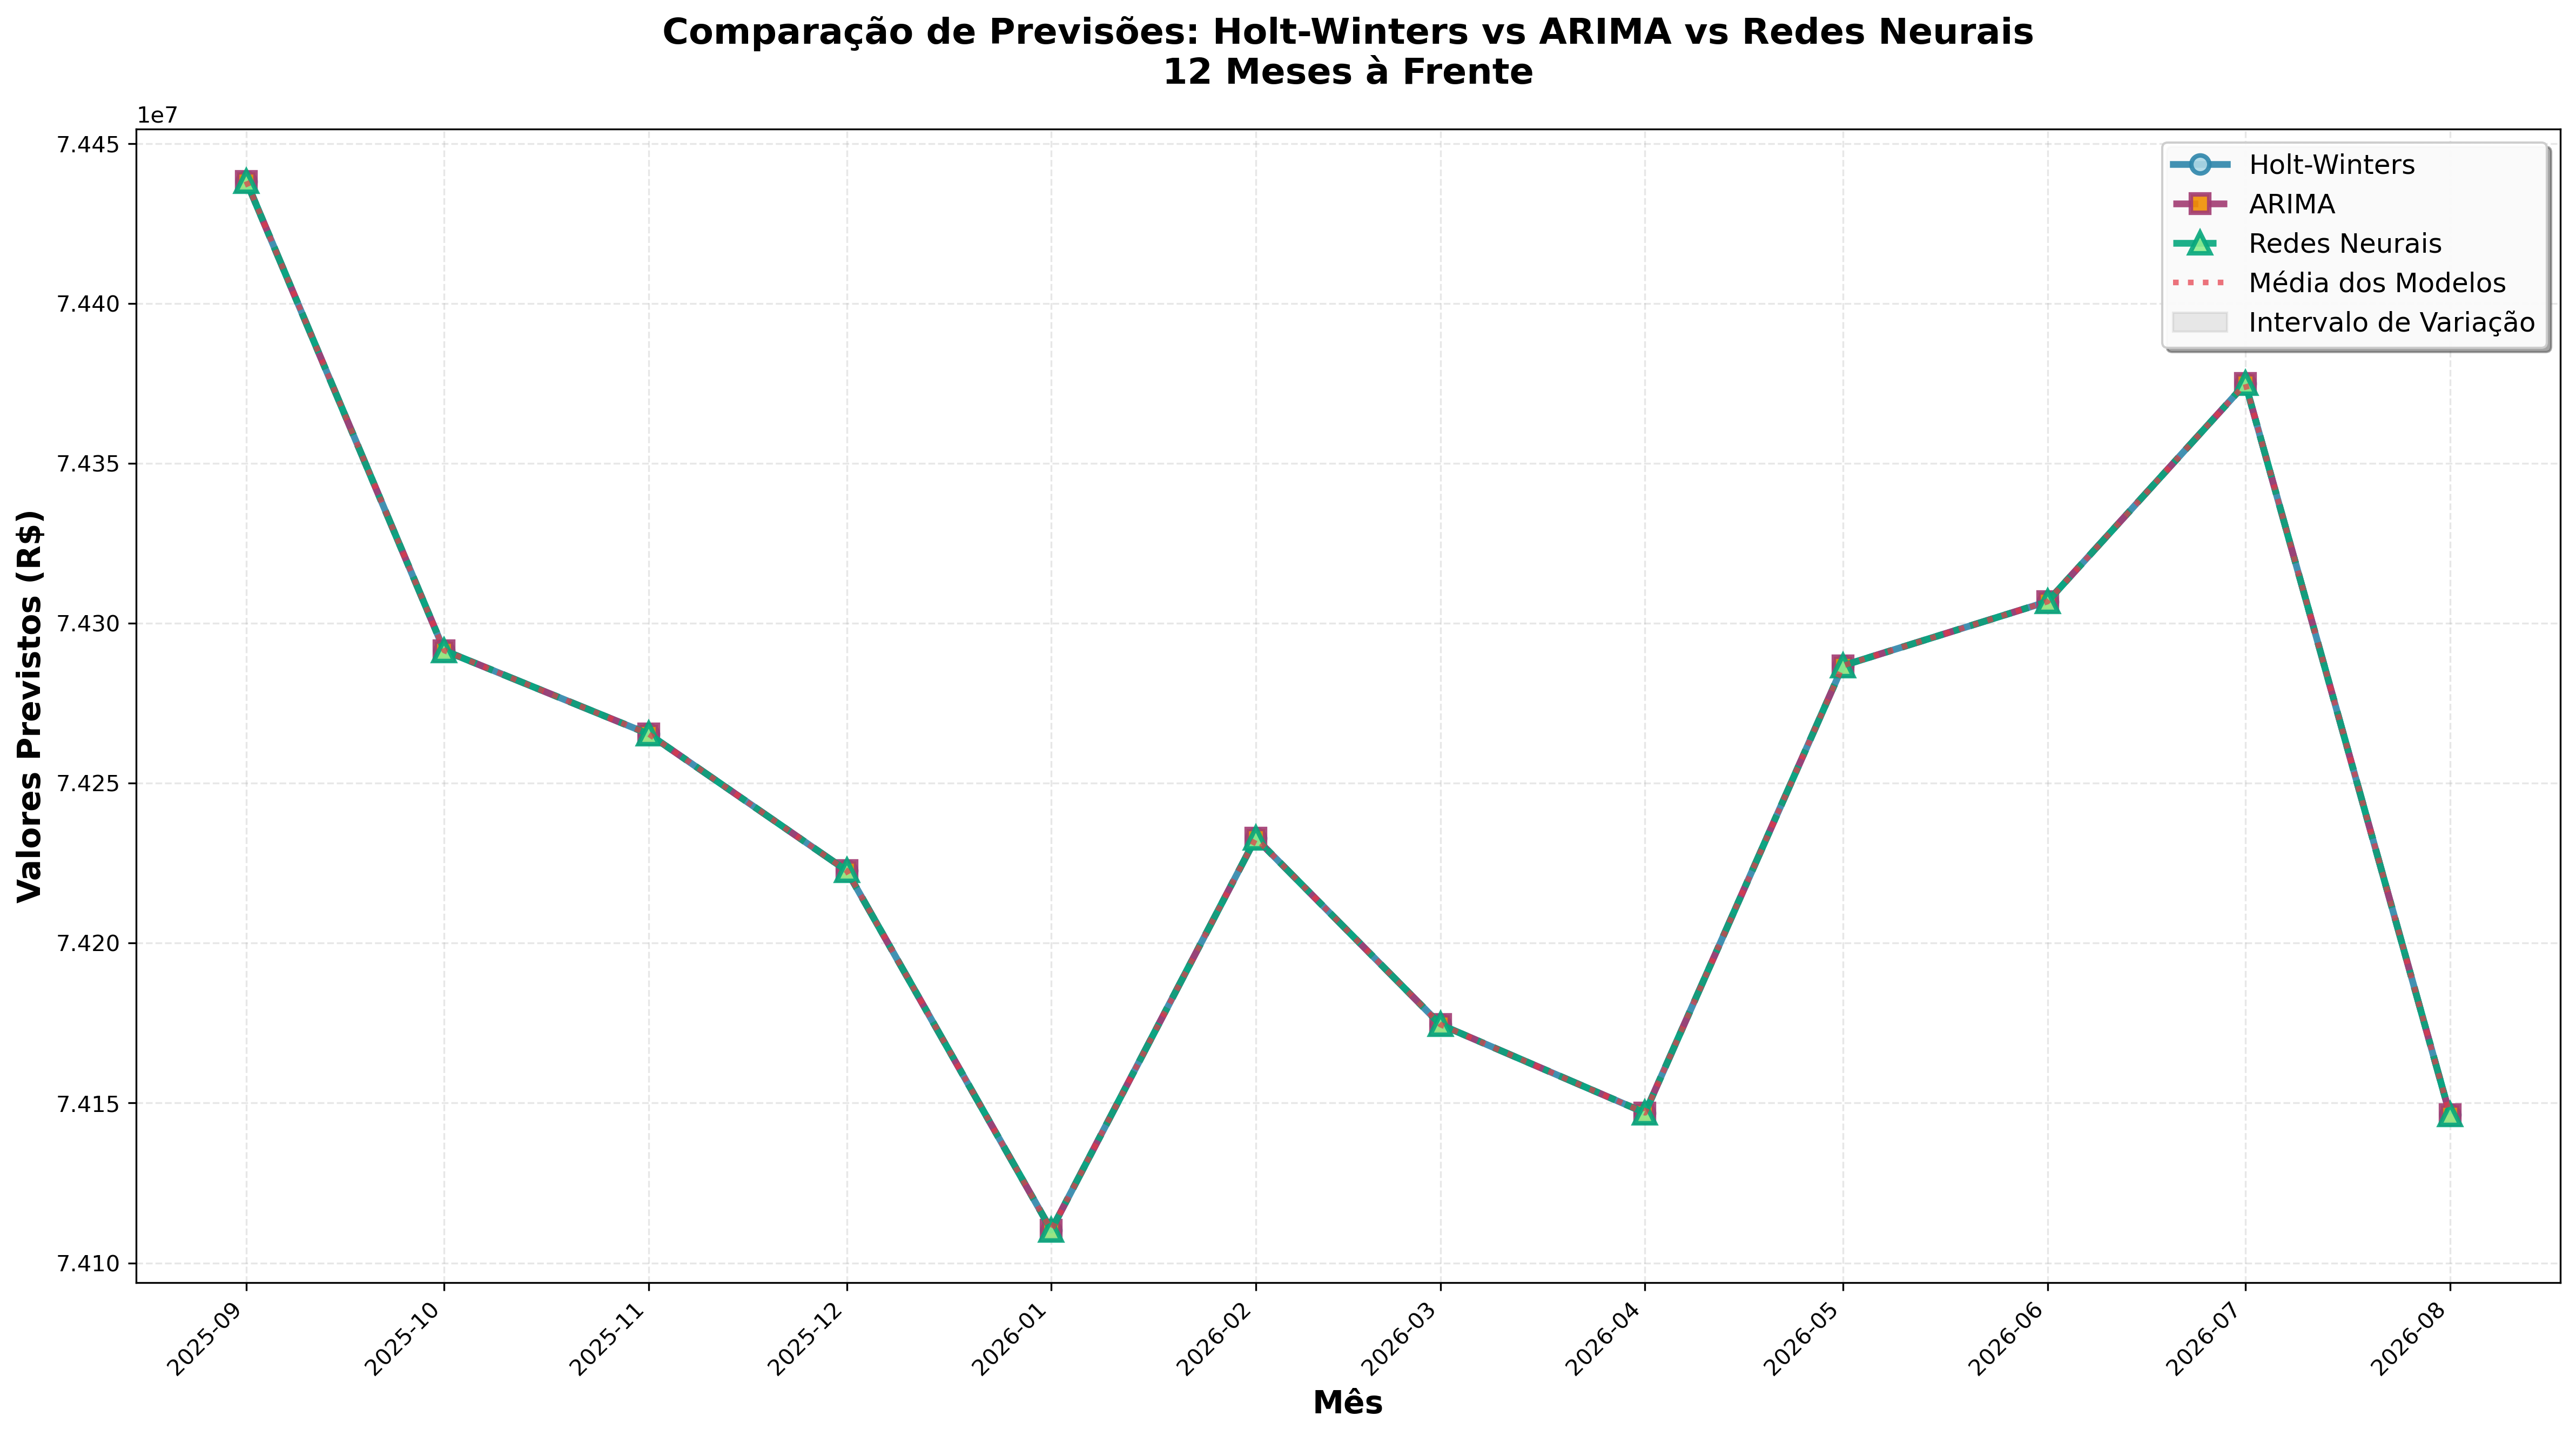 Comparação de Previsões: Holt-Winters vs ARIMA vs Redes Neurais
12 Meses à Frente
1e7
7.445
7.440
7.435
7.430
7.425
7.420
7.415
7.410
Valores Previstos (R$)
Holt-Winters
ARIMA
Redes Neurais
Média dos Modelos
Intervalo de Variação
2025-09
2025-10
2025-11
2025-12
2026-01
2026-02
2026-03
2026-04
2026-05
2026-06
2026-07
2026-08
Mês